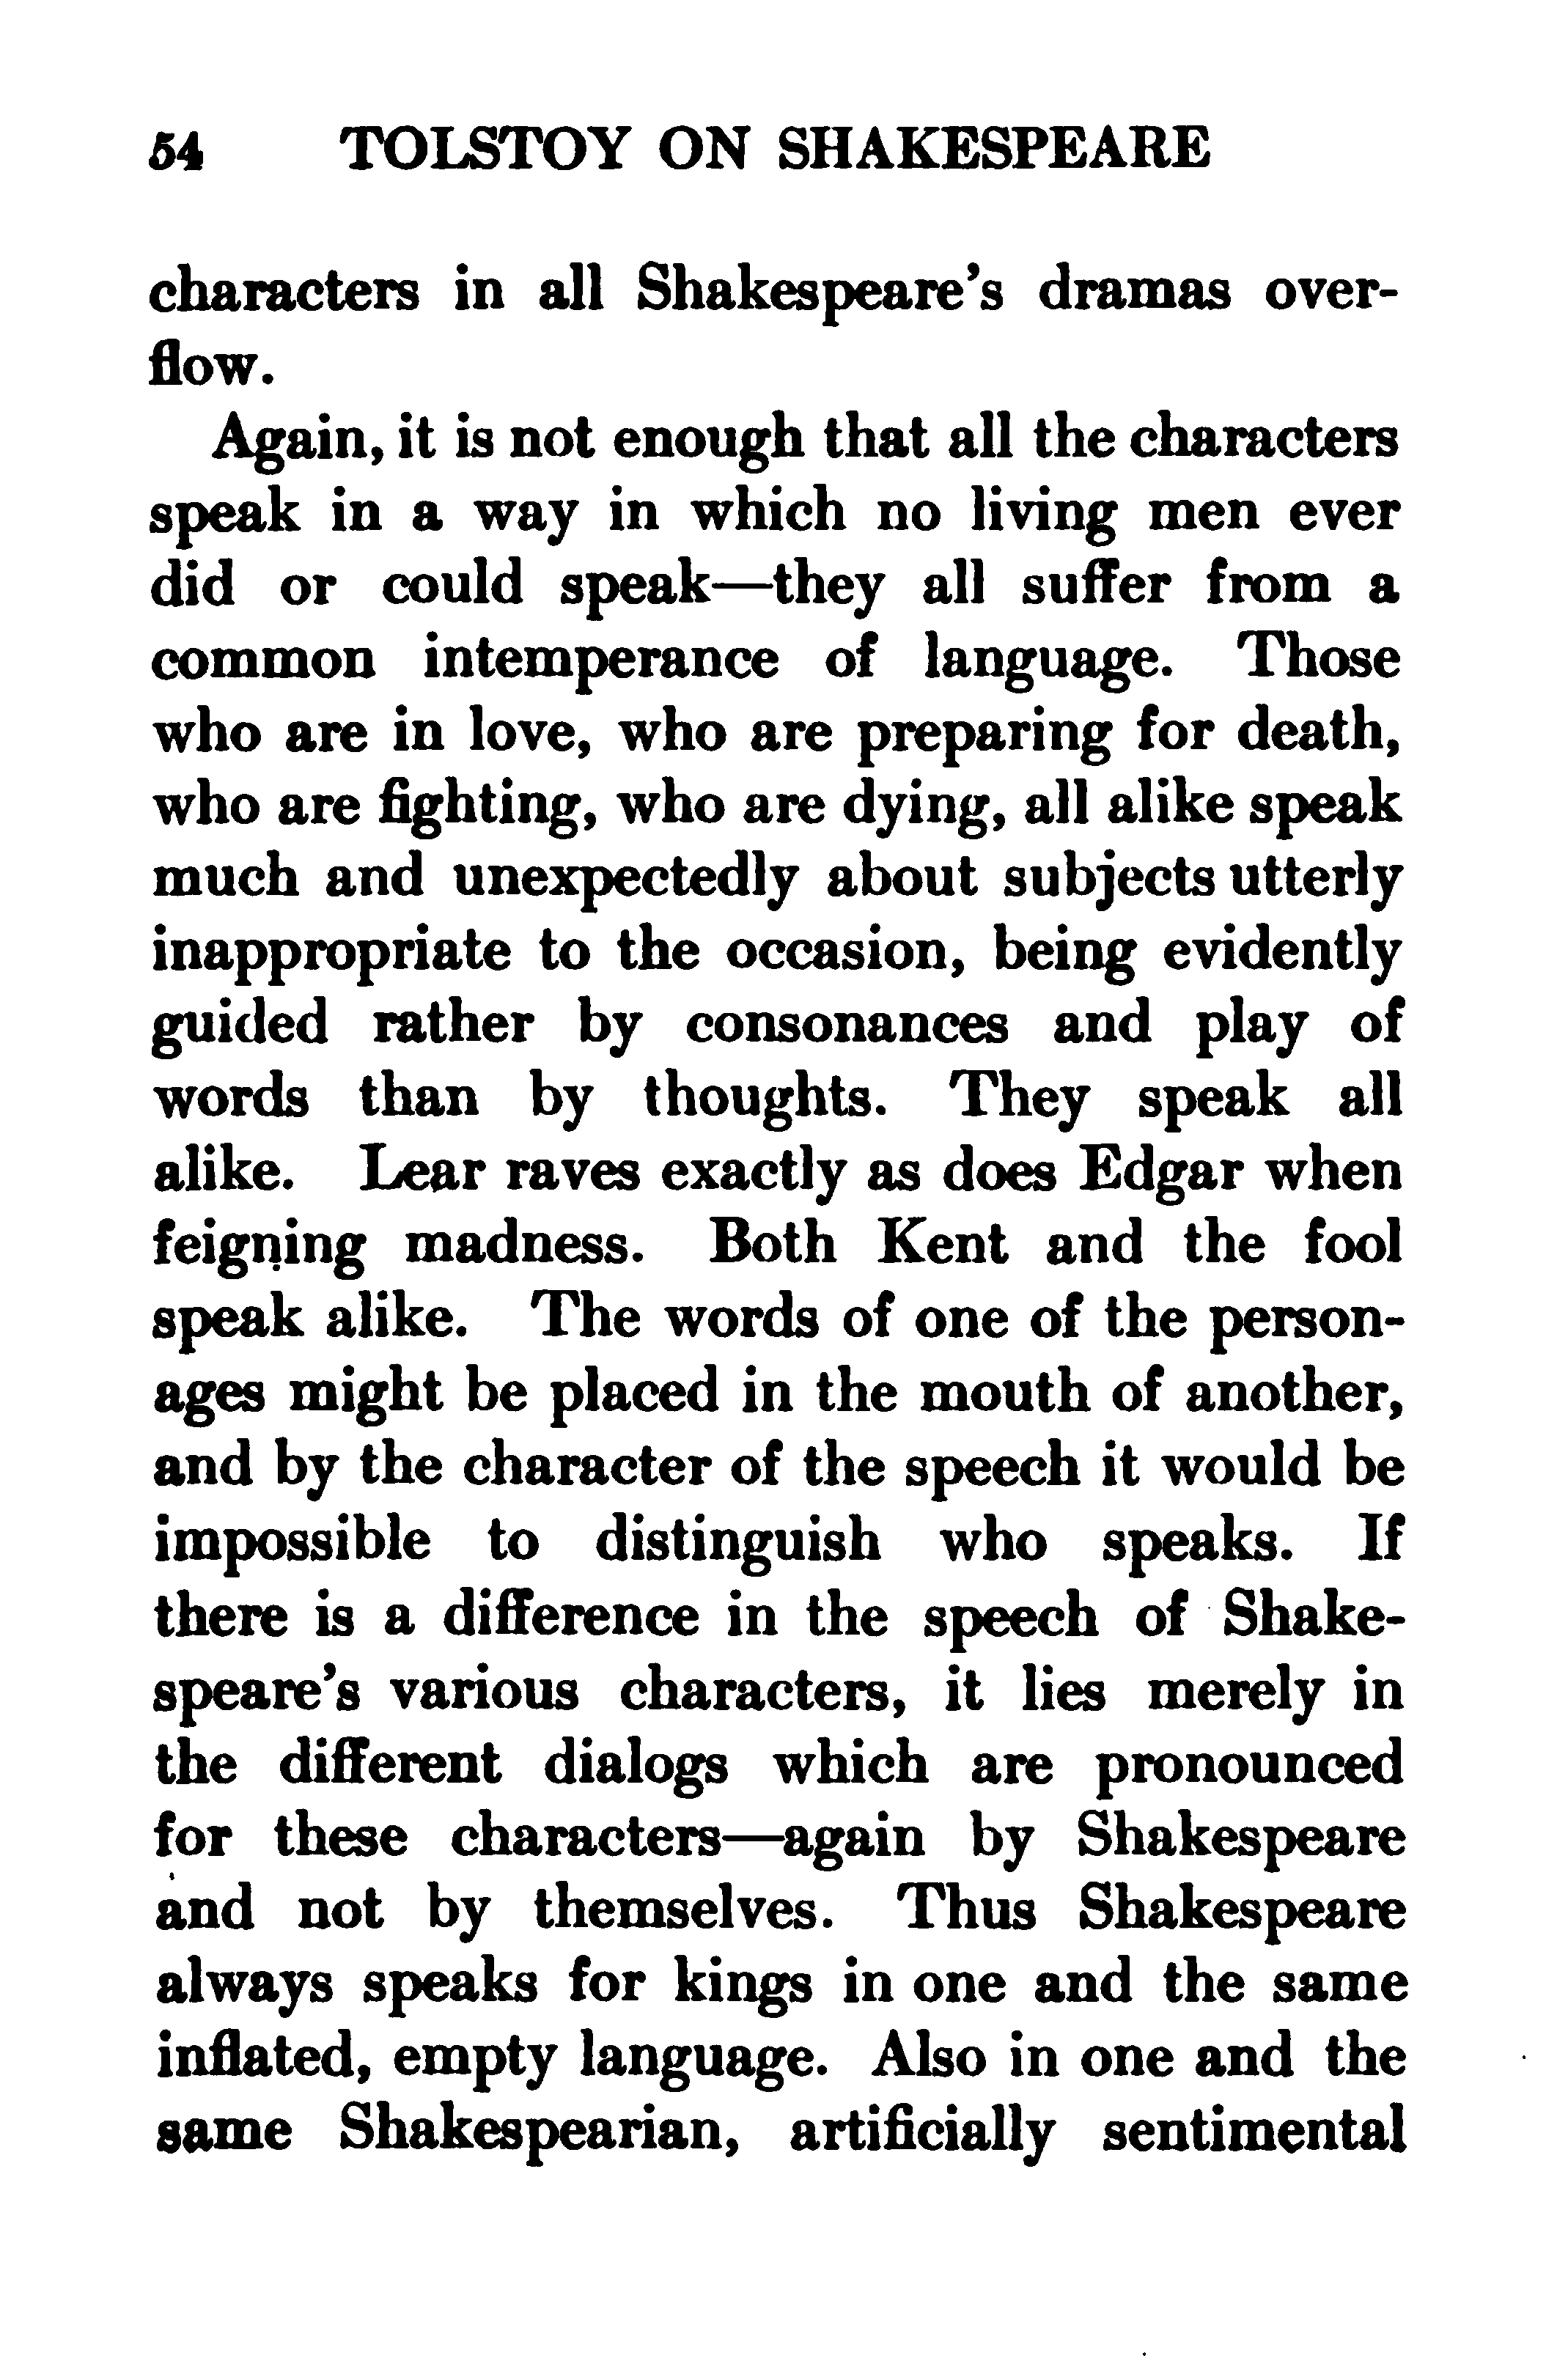 54 TOLSTOY ON SHAKESPEARE
characters in all Shakespeare's dramas over-
flow.
Again, it is not enough that all the characters
speak in a way in which no living men ever
did or could speak—they all suffer from a
common intemperance of language. Those
who are in love, who are preparing for death,
who are fighting, who are dying, all alike speak
much and unexpectedly about subjects utterly
inappropriate to the occasion, being evidently
guided rather by consonances and play of
words than by thoughts. They speak all
alike. Lear raves exactly as does Edgar when
feigning madness. Both Kent and the fool
speak alike. The words of one of the person-
ages might be placed in the mouth of another,
and by the character of the speech it would be
impossible to distinguish who speaks. If
there is a difference in the speech of Shake-
speare's various characters, it lies merely in
the different dialogs which are pronounced
for these characters—again by Shakespeare
and not by themselves. Thus Shakespeare
always speaks for kings in one and the same
inflated, empty language. Also in one and the
same Shakespearian, artificially sentimental